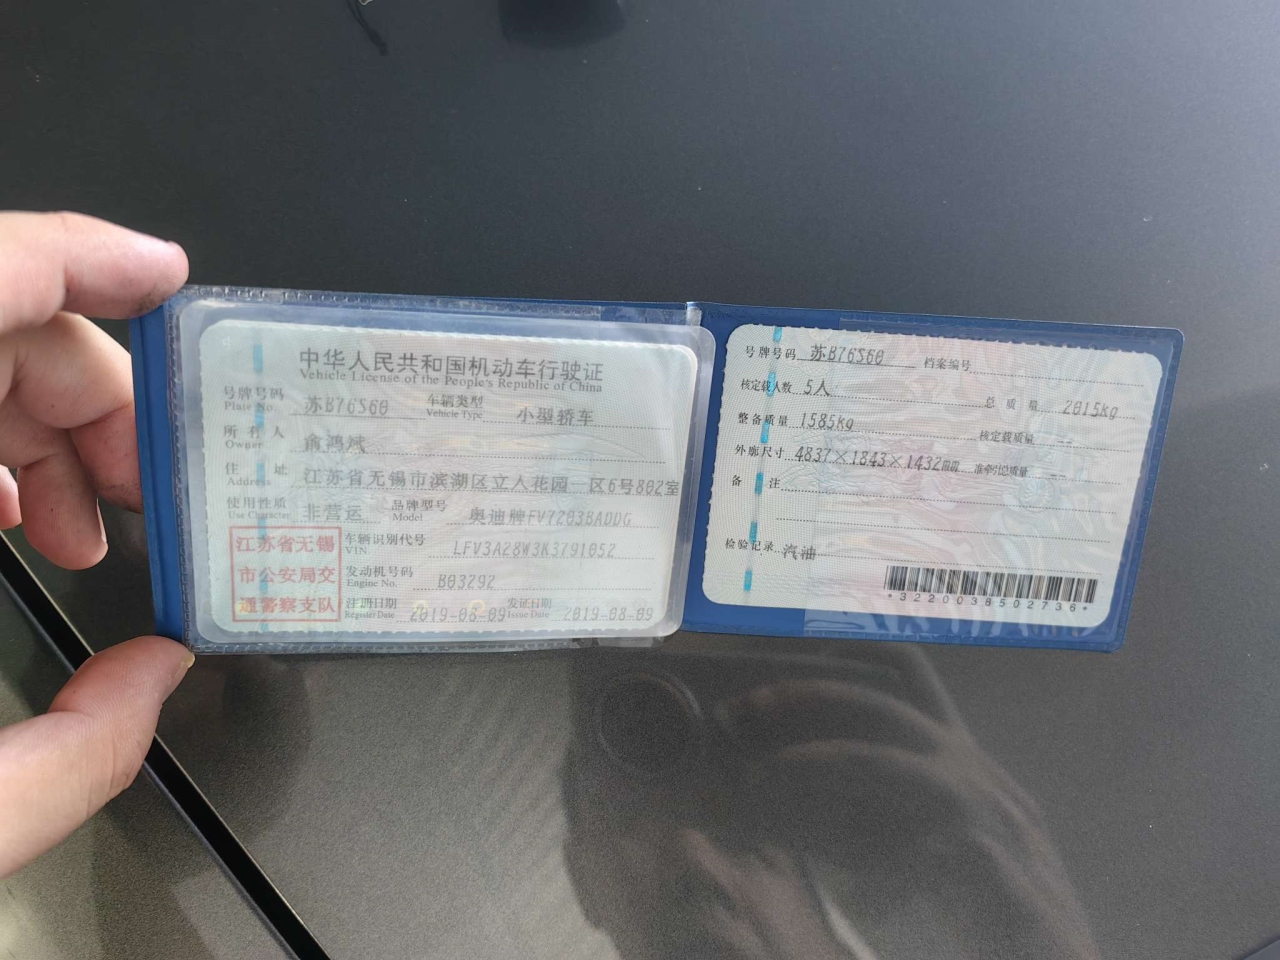 中华人民共和国机动车行驶证
Vehicle License of the People's Republic of China
号牌号码 苏B76S60 车辆类型 小型轿车
Plate No. Vehicle Type
所有人 俞鸿斌
Owner
住址 江苏省无锡市滨湖区立人花园一区6号802室
Address
使用性质 非营运 品牌型号 奥迪牌FV7203BADDG
Use Character Model
江苏省无锡
市公安局交
通警察支队
车辆识别代号 LFV3A28W3K3791052
VIN
发动机号码 B03292
Engine No.
注册日期 2019-08-09 发证日期 2019-08-09
Register Date Issue Date
号牌号码 苏B76S60 档案编号
核定载人数 5人 总质量 2015kg
整备质量 1585kg 核定载质量 --
外廓尺寸 4837×1843×1432mm 准牵引总质量 --
备注
检验记录 汽油
*3220038502736*